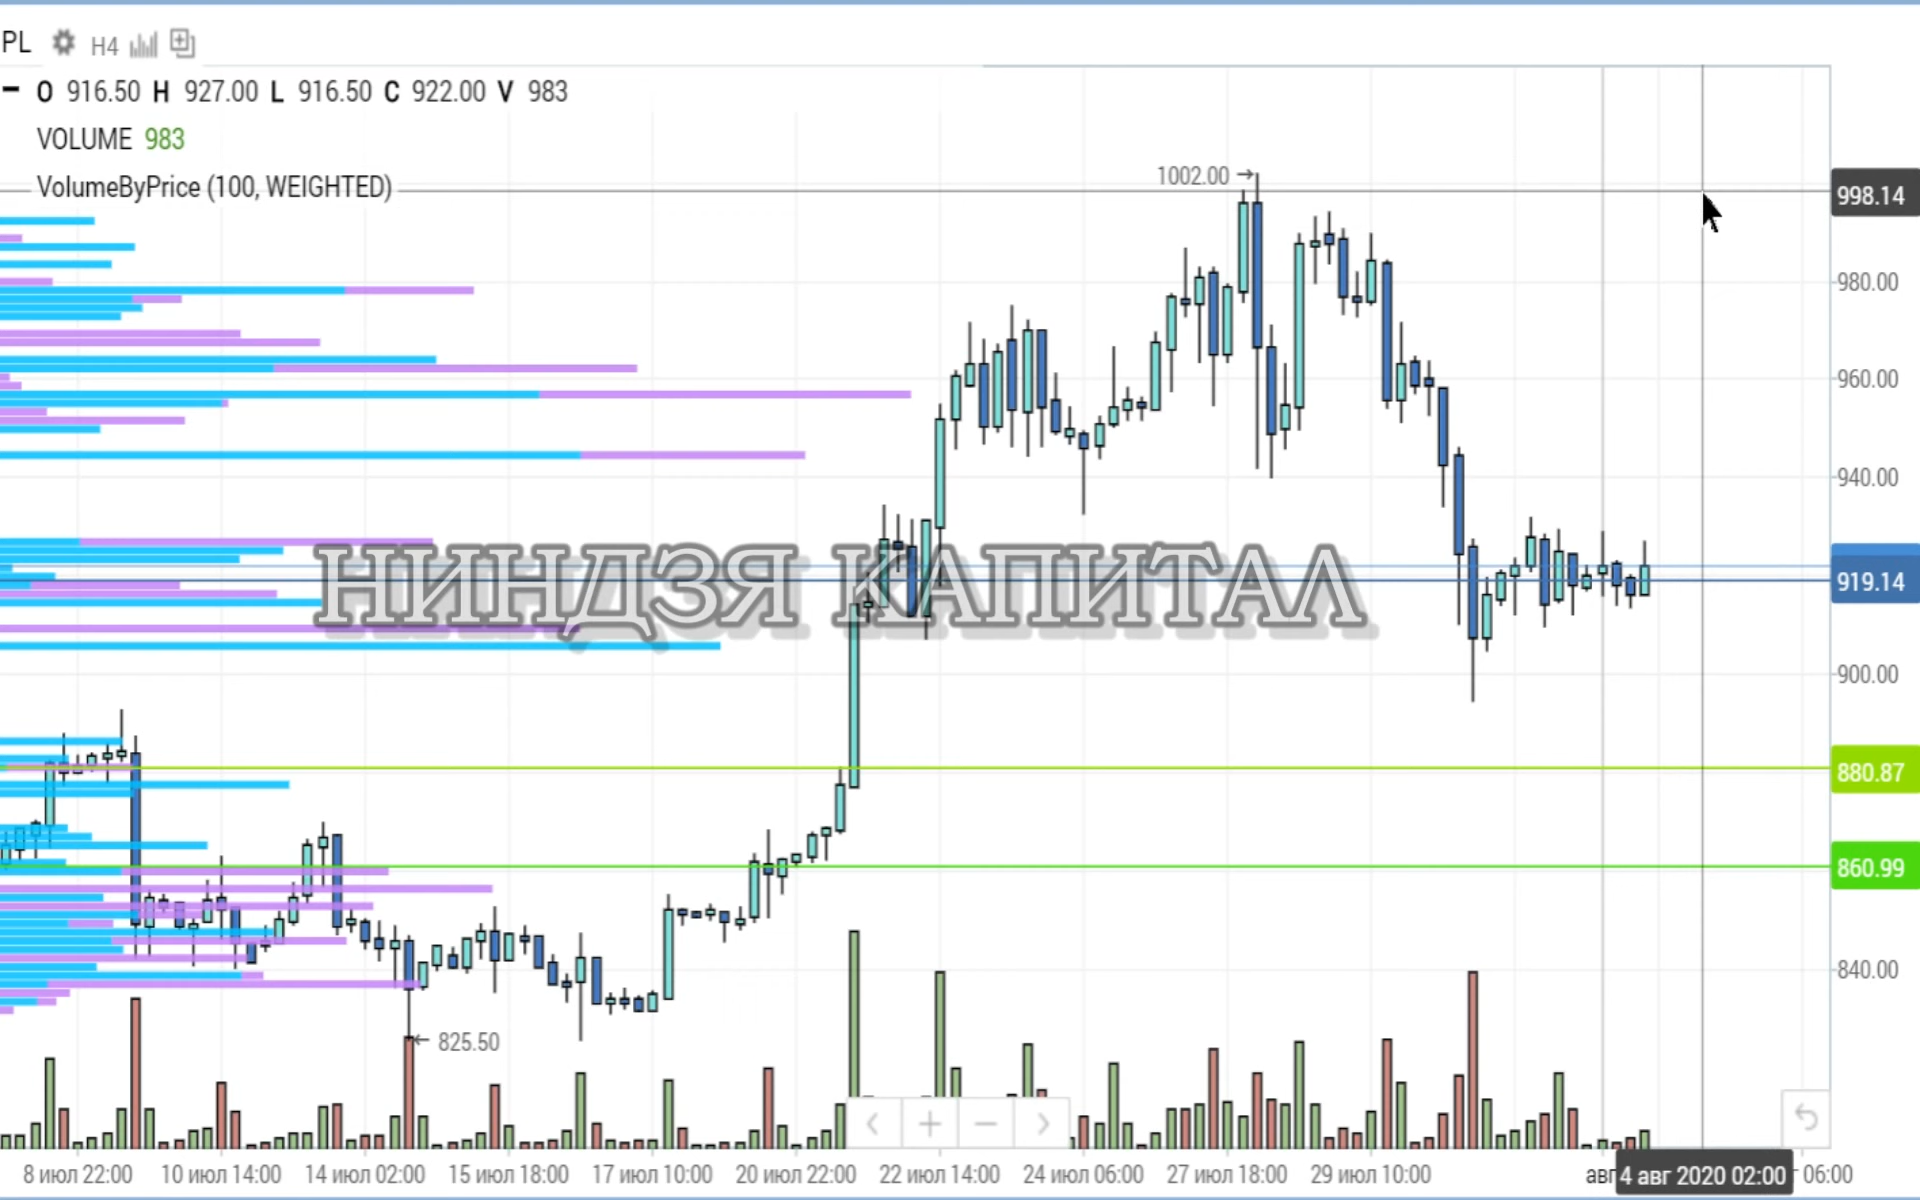 PL H4
O 916.50 H 927.00 L 916.50 C 922.00 V 983
VOLUME 983
VolumeByPrice (100, WEIGHTED)
1002.00
998.14
980.00
960.00
940.00
НИНДЗЯ КАПИТАЛ
919.14
900.00
880.87
860.99
840.00
825.50
8 июл 22:00 10 июл 14:00 14 июл 02:00 15 июл 18:00 17 июл 10:00 20 июл 22:00 22 июл 14:00 24 июл 06:00 27 июл 18:00 29 июл 10:00 авг 4 авг 2020 02:00 06:00